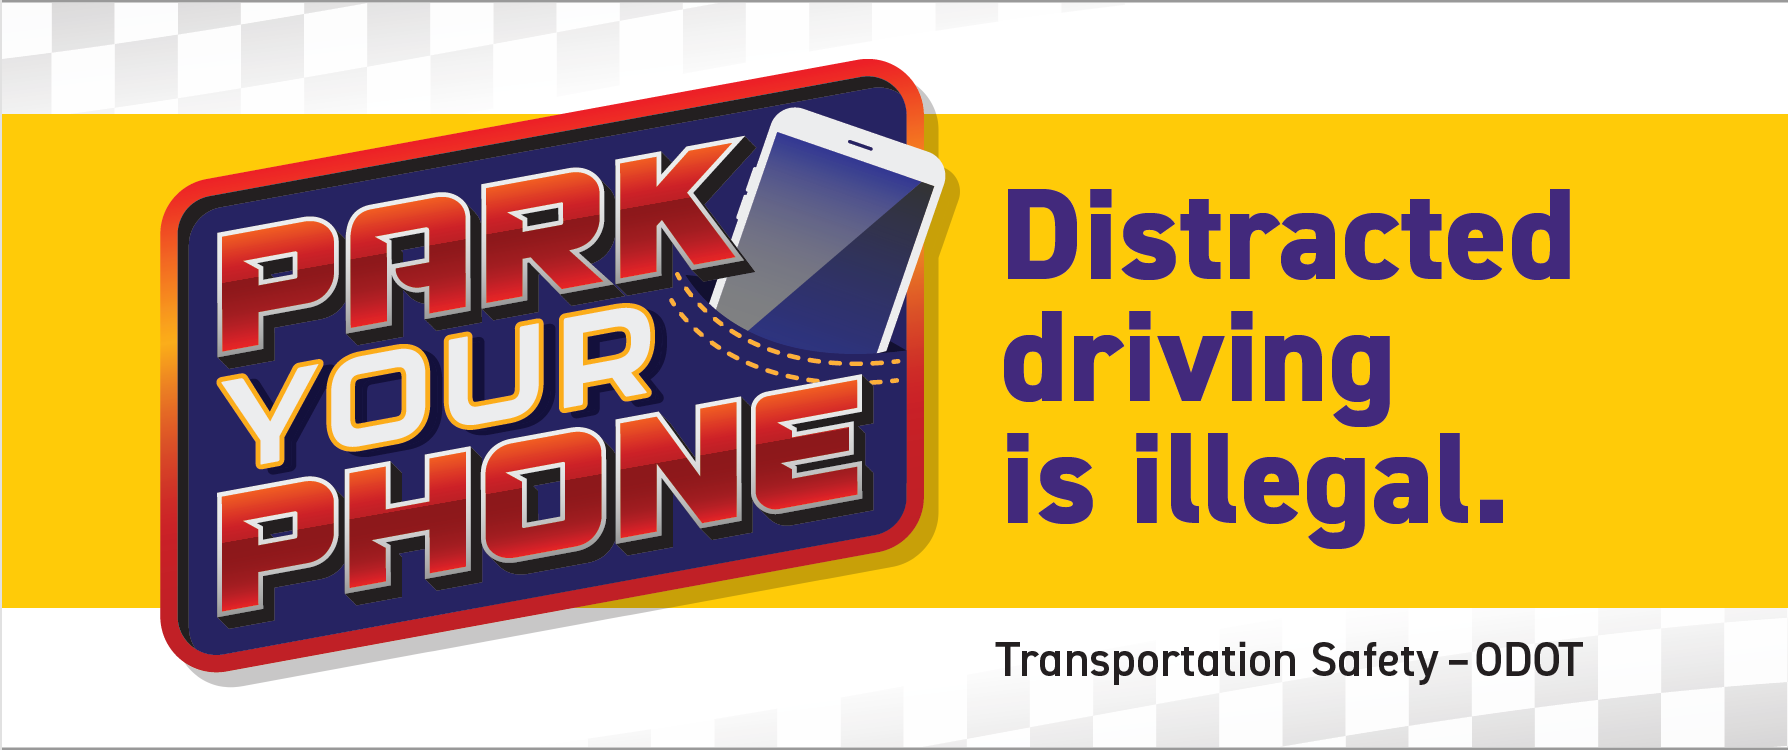 PARK
YOUR
PHONE
Distracted
driving
is illegal.
Transportation Safety – ODOT